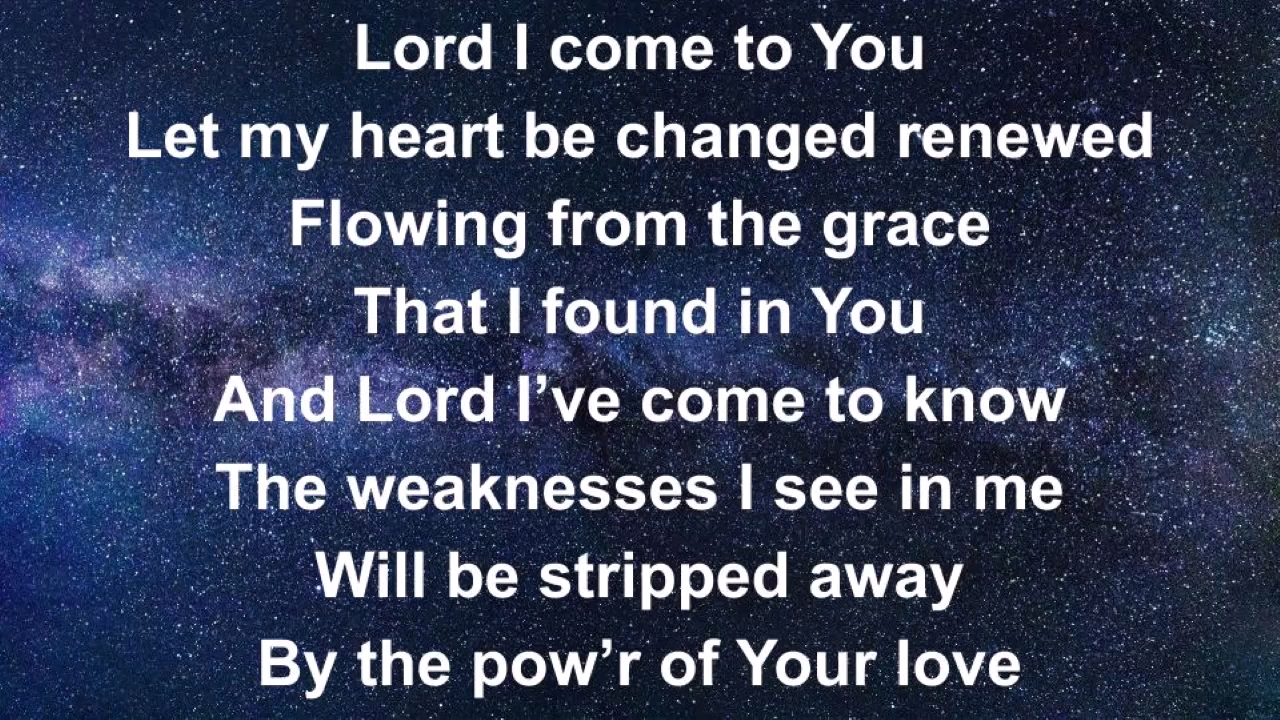 Lord I come to You
Let my heart be changed renewed
Flowing from the grace
That I found in You
And Lord I’ve come to know
The weaknesses I see in me
Will be stripped away
By the pow’r of Your love